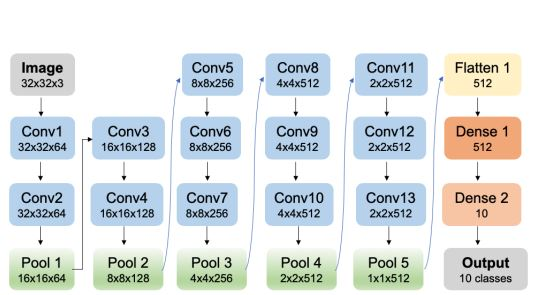 Image
32x32x3
Conv1
32x32x64
Conv2
32x32x64
Pool 1
16x16x64
Conv3
16x16x128
Conv4
16x16x128
Pool 2
8x8x128
Conv5
8x8x256
Conv6
8x8x256
Conv7
8x8x256
Pool 3
4x4x256
Conv8
4x4x512
Conv9
4x4x512
Conv10
4x4x512
Pool 4
2x2x512
Conv11
2x2x512
Conv12
2x2x512
Conv13
2x2x512
Pool 5
1x1x512
Flatten 1
512
Dense 1
512
Dense 2
10
Output
10 classes